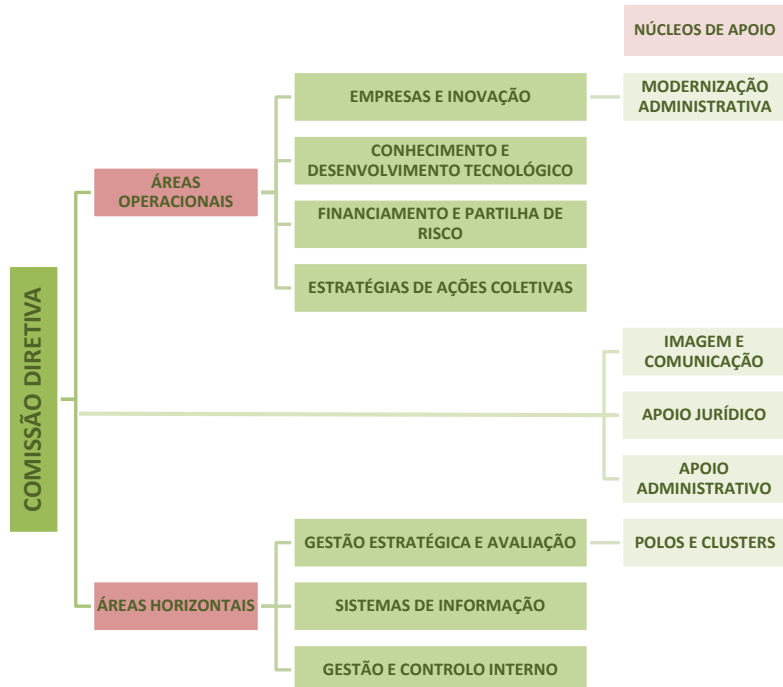 NÚCLEOS DE APOIO
EMPRESAS E INOVAÇÃO
MODERNIZAÇÃO
ADMINISTRATIVA
CONHECIMENTO E
DESENVOLVIMENTO TECNOLÓGICO
ÁREAS
OPERACIONAIS
FINANCIAMENTO E PARTILHA DE
RISCO
ESTRATÉGIAS DE AÇÕES COLETIVAS
COMISSÃO DIRETIVA
IMAGEM E
COMUNICAÇÃO
APOIO JURÍDICO
APOIO
ADMINISTRATIVO
GESTÃO ESTRATÉGICA E AVALIAÇÃO
POLOS E CLUSTERS
ÁREAS HORIZONTAIS
SISTEMAS DE INFORMAÇÃO
GESTÃO E CONTROLO INTERNO